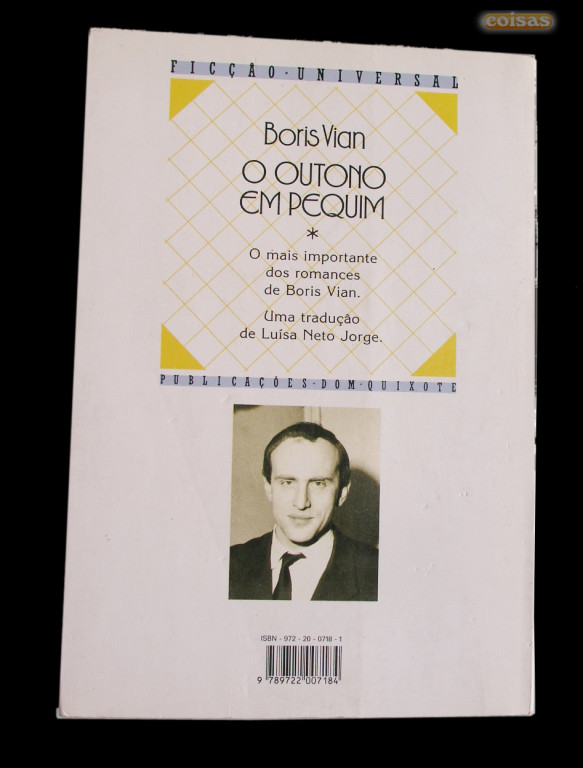 coisas
FICÇÃO-UNIVERSAL
Boris Vian
O OUTONO
EM PEQUIM
*
O mais importante
dos romances
de Boris Vian.
Uma tradução
de Luísa Neto Jorge.
PUBLICAÇÕES-DOM-QUIXOTE
ISBN - 972 - 20 - 0718 - 1
9 789722 007184